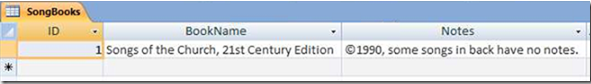 SongBooks
ID BookName Notes
1 Songs of the Church, 21st Century Edition ©1990, some songs in back have no notes.